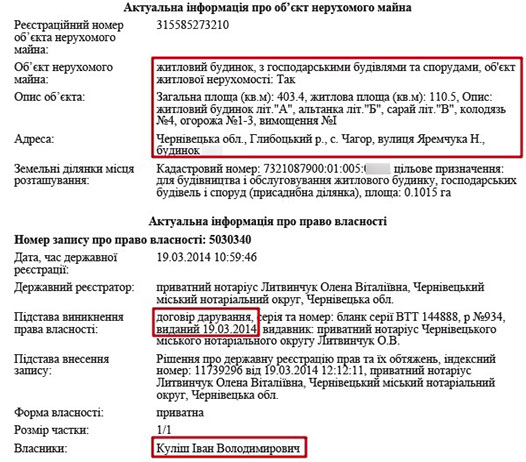 Актуальна інформація про об'єкт нерухомого майна
Реєстраційний номер 315585273210
об'єкта нерухомого
майна:
Об'єкт нерухомого житловий будинок, з господарськими будівлями та спорудами, об'єкт
майна: житлової нерухомості: Так
Опис об'єкта: Загальна площа (кв.м): 403.4, житлова площа (кв.м): 110.5, Опис:
житловий будинок літ."А", альтанка літ."Б", сарай літ."В", колодязь
№4, огорожа №1-3, вимощення №І
Адреса: Чернівецька обл., Глибоцький р., с. Чагор, вулиця Яремчука Н.,
будинок
Земельні ділянки місця Кадастровий номер: 7321087900:01:005: цільове призначення:
розташування: для будівництва і обслуговування житлового будинку, господарських
будівель і споруд (присадибна ділянка), площа: 0.1015 га
Актуальна інформація про право власності
Номер запису про право власності: 5030340
Дата, час державної 19.03.2014 10:59:46
реєстрації:
Державний реєстратор: приватний нотаріус Литвинчук Олена Віталіївна, Чернівецький
міський нотаріальний округ, Чернівецька обл.
Підстава виникнення договір дарування, серія та номер: бланк серії ВТТ 144888, р №934,
права власності: виданий 19.03.2014, видавник: приватний нотаріус Чернівецького
міського нотаріального округу Литвинчук О.В.
Підстава внесення Рішення про державну реєстрацію прав та їх обтяжень, індексний
запису: номер: 11739296 від 19.03.2014 12:12:11, приватний нотаріус
Литвинчук Олена Віталіївна, Чернівецький міський нотаріальний
округ, Чернівецька обл.
Форма власності: приватна
Розмір частки: 1/1
Власники: Куліш Іван Володимирович